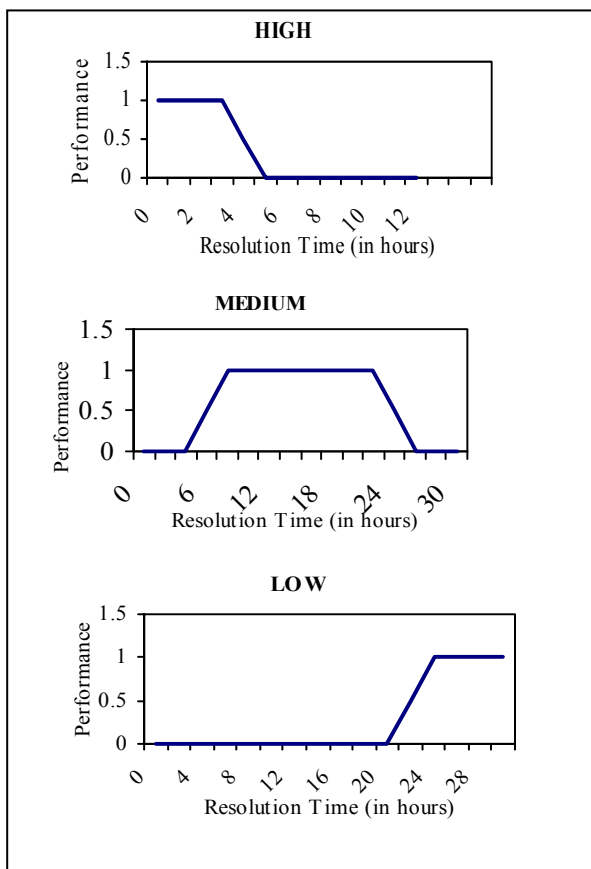 HIGH
1.5
1
0.5
0
Performance
0 2 4 6 8 10 12
Resolution Time (in hours)
MEDIUM
1.5
1
0.5
0
Performance
0 6 12 18 24 30
Resolution Time (in hours)
LOW
1.5
1
0.5
0
Performance
0 4 8 12 16 20 24 28
Resolution Time (in hours)